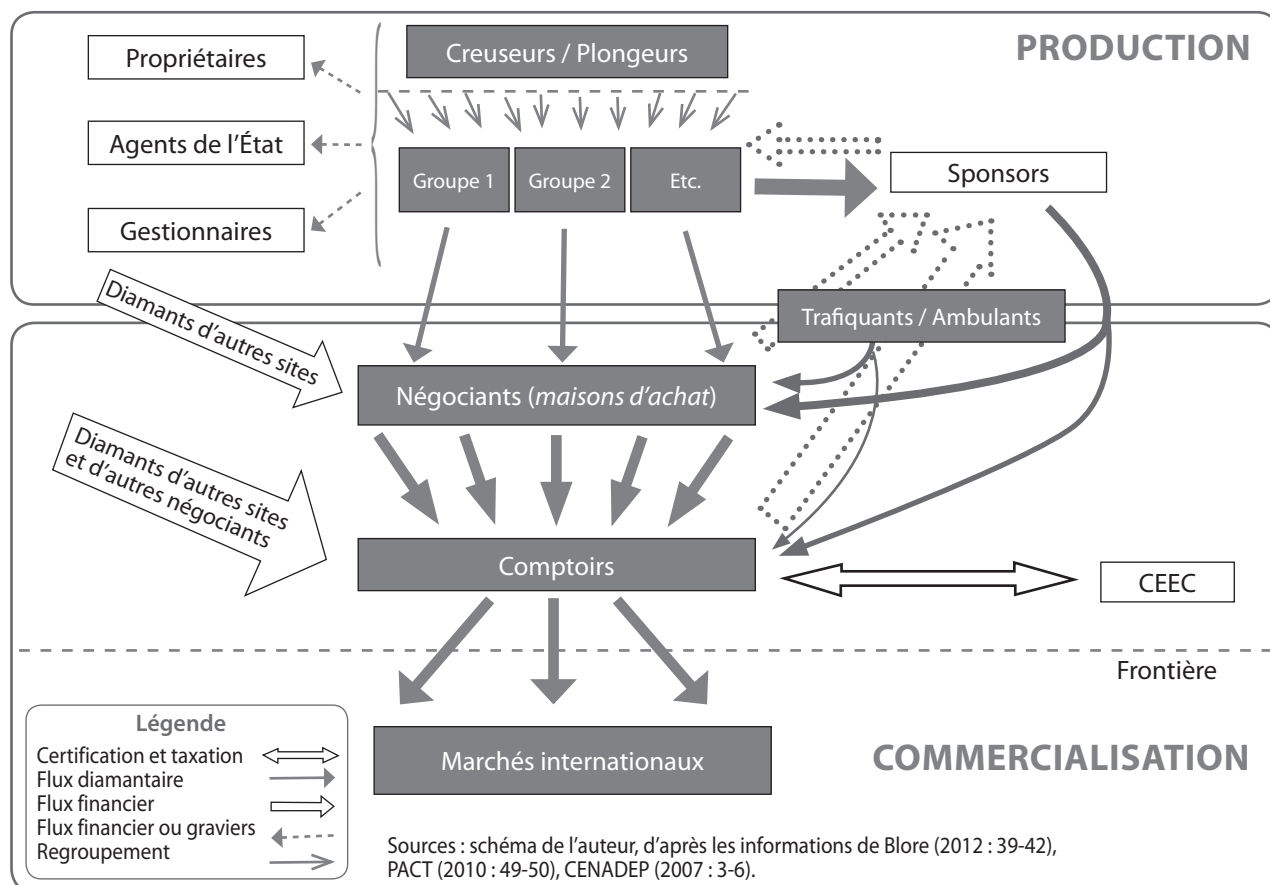 PRODUCTION
Creuseurs / Plongeurs
Propriétaires
Agents de l'État
Gestionnaires
Groupe 1
Groupe 2
Etc.
Sponsors
Diamants d'autres sites
Trafiquants / Ambulants
Négociants (maisons d'achat)
Diamants d'autres sites
et d'autres négociants
Comptoirs
CEEC
Frontière
Marchés internationaux
COMMERCIALISATION
Légende
Certification et taxation
Flux diamantaire
Flux financier
Flux financier ou graviers
Regroupement
Sources : schéma de l'auteur, d'après les informations de Blore (2012 : 39-42),
PACT (2010 : 49-50), CENADEP (2007 : 3-6).